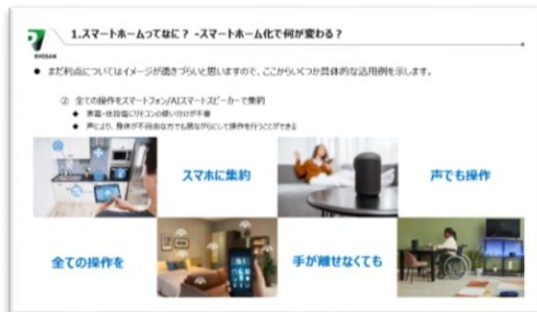 1.スマートホームってなに？ -スマートホーム化で何が変わる？
RYOSAN
● まだ利点についてはイメージが湧きづらいと思いますので、ここからいくつか具体的な活用例を示します。
② 全ての操作をスマートフォン/AIスマートスピーカーで集約
◆ 家電・住設毎にリモコンの使い分けが不要
◆ 声により、身体が不自由な方でも居ながらにして操作を行うことができる
スマホに集約
声でも操作
全ての操作を
手が離せなくても